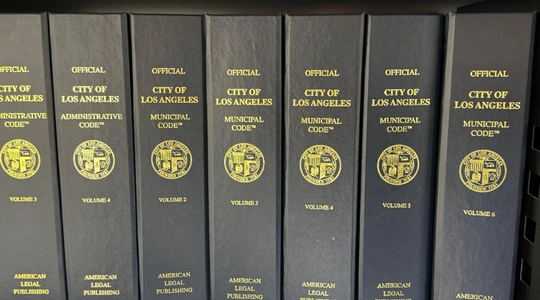 OFFICIAL
CITY OF
LOS ANGELES
ADMINISTRATIVE
CODE™
VOLUME 3
AMERICAN
LEGAL
PUBLISHING
OFFICIAL
CITY OF
LOS ANGELES
ADMINISTRATIVE
CODE™
VOLUME 4
AMERICAN
LEGAL
PUBLISHING
OFFICIAL
CITY OF
LOS ANGELES
MUNICIPAL
CODE™
VOLUME 2
AMERICAN
LEGAL
PUBLISHING
OFFICIAL
CITY OF
LOS ANGELES
MUNICIPAL
CODE™
VOLUME 3
AMERICAN
LEGAL
PUBLISHING
OFFICIAL
CITY OF
LOS ANGELES
MUNICIPAL
CODE™
VOLUME 4
AMERICAN
LEGAL
OFFICIAL
CITY OF
LOS ANGELES
MUNICIPAL
CODE™
VOLUME 5
AMERICAN
LEGAL
OFFICIAL
CITY OF
LOS ANGELES
MUNICIPAL
CODE™
VOLUME 6
AMERICAN